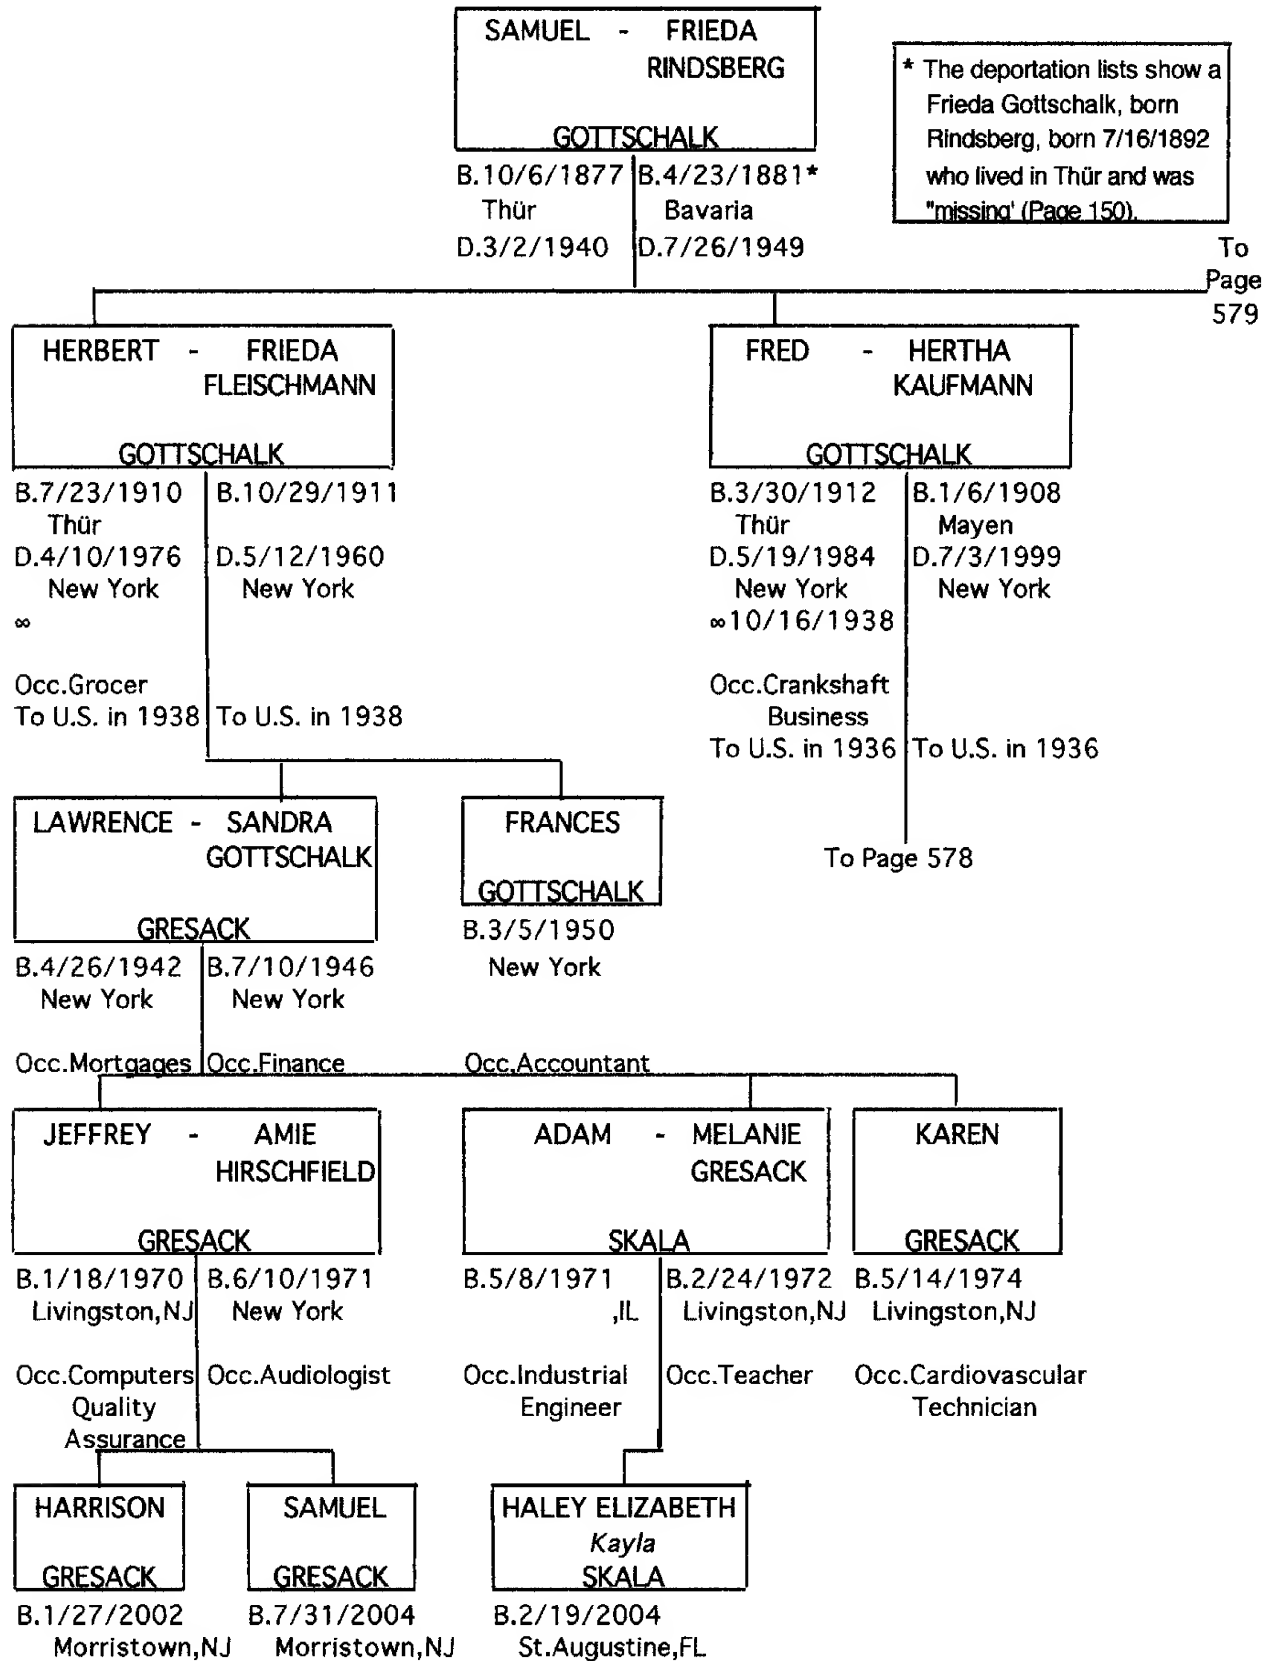 SAMUEL - FRIEDA
RINDSBERG
GOTTSCHALK
B.10/6/1877 B.4/23/1881*
Thür Bavaria
D.3/2/1940 D.7/26/1949
* The deportation lists show a
Frieda Gottschalk, born
Rindsberg, born 7/16/1892
who lived in Thür and was
"missing' (Page 150).
To
Page
579
HERBERT - FRIEDA
FLEISCHMANN
GOTTSCHALK
B.7/23/1910 B.10/29/1911
Thür
D.4/10/1976 D.5/12/1960
New York New York
∞
Occ.Grocer
To U.S. in 1938 To U.S. in 1938
FRED - HERTHA
KAUFMANN
GOTTSCHALK
B.3/30/1912 B.1/6/1908
Thür Mayen
D.5/19/1984 D.7/3/1999
New York New York
∞10/16/1938
Occ.Crankshaft
Business
To U.S. in 1936 To U.S. in 1936
To Page 578
LAWRENCE - SANDRA
GOTTSCHALK
GRESACK
B.4/26/1942 B.7/10/1946
New York New York
Occ.Mortgages Occ.Finance
FRANCES
GOTTSCHALK
B.3/5/1950
New York
Occ.Accountant
JEFFREY - AMIE
HIRSCHFIELD
GRESACK
B.1/18/1970 B.6/10/1971
Livingston,NJ New York
Occ.Computers Occ.Audiologist
Quality
Assurance
ADAM - MELANIE
GRESACK
SKALA
B.5/8/1971 B.2/24/1972
,IL Livingston,NJ
Occ.Industrial Occ.Teacher
Engineer
KAREN
GRESACK
B.5/14/1974
Livingston,NJ
Occ.Cardiovascular
Technician
HARRISON
GRESACK
B.1/27/2002
Morristown,NJ
SAMUEL
GRESACK
B.7/31/2004
Morristown,NJ
HALEY ELIZABETH
Kayla
SKALA
B.2/19/2004
St.Augustine,FL